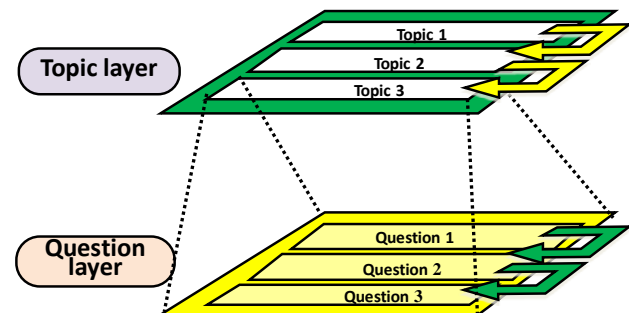 Topic layer
Topic 1
Topic 2
Topic 3
Question
layer
Question 1
Question 2
Question 3